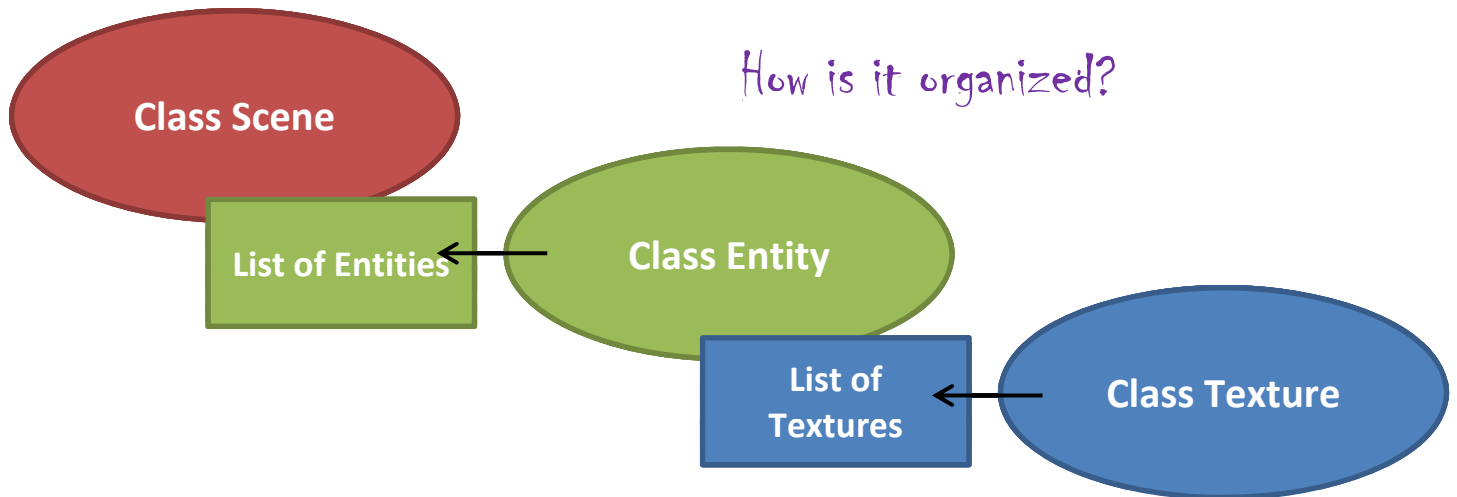 How is it organized?
Class Scene
List of Entities
Class Entity
List of
Textures
Class Texture